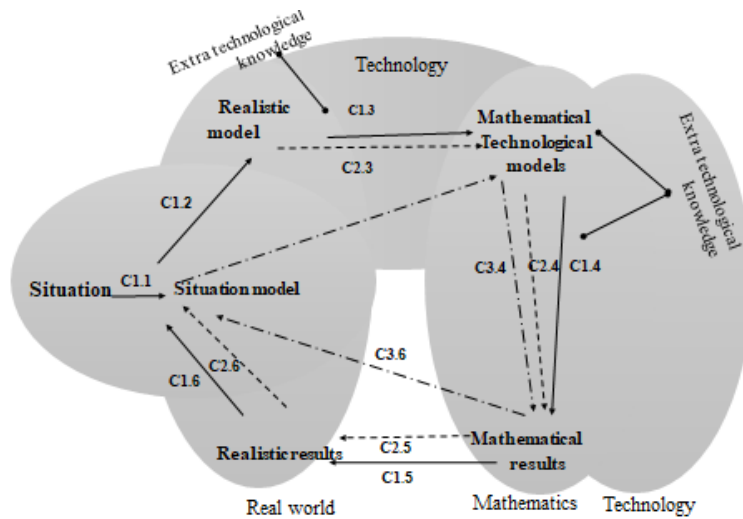 Extra technological
knowledge
Technology
Realistic
model
C1.3
Mathematical
Technological
models
C2.3
Extra technological
knowledge
C1.2
C1.1
Situation
Situation model
C3.4
C2.4
C1.4
C3.6
C2.6
C1.6
Realistic results
C2.5
Mathematical
results
C1.5
Real world
Mathematics
Technology